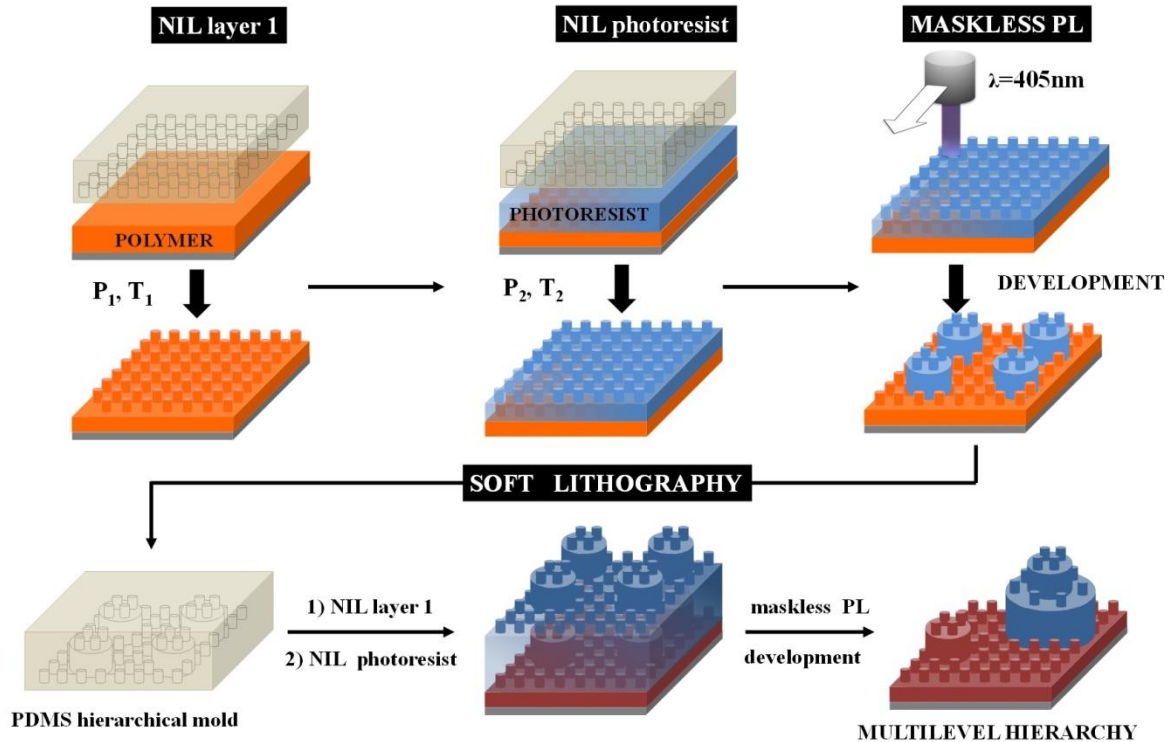 NIL layer 1
NIL photoresist
MASKLESS PL
λ=405nm
POLYMER
PHOTORESIST
P₁, T₁
P₂, T₂
DEVELOPMENT
SOFT LITHOGRAPHY
1) NIL layer 1
2) NIL photoresist
maskless PL
development
PDMS hierarchical mold
MULTILEVEL HIERARCHY